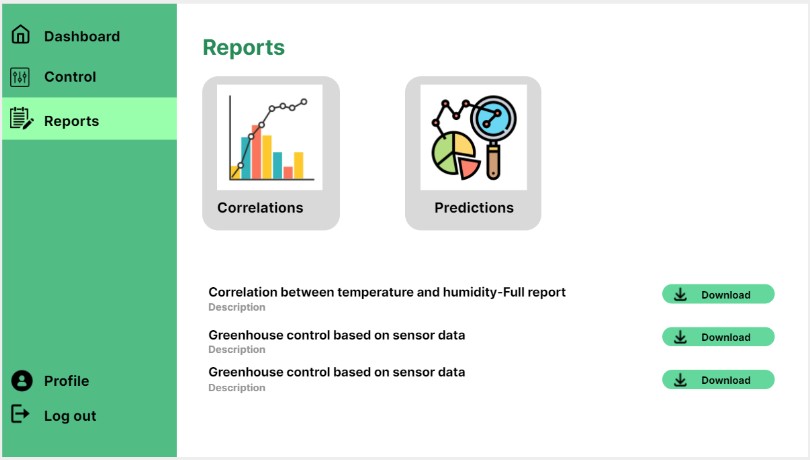 Dashboard
Control
Reports
Profile
Log out
Reports
Correlations
Predictions
Correlation between temperature and humidity-Full report
Description
Download
Greenhouse control based on sensor data
Description
Download
Greenhouse control based on sensor data
Description
Download